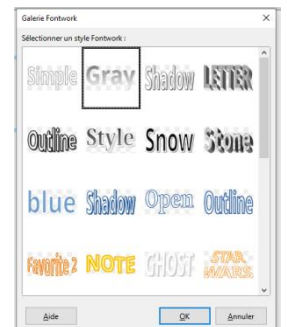 Galerie Fontwork
Sélectionner un style Fontwork :
Simple Gray Shadow LETTER
Outline Style Snow Stone
blue Shadow Open Outline
Favorite 2 NOTE GHOST STAR WARS
Aide OK Annuler